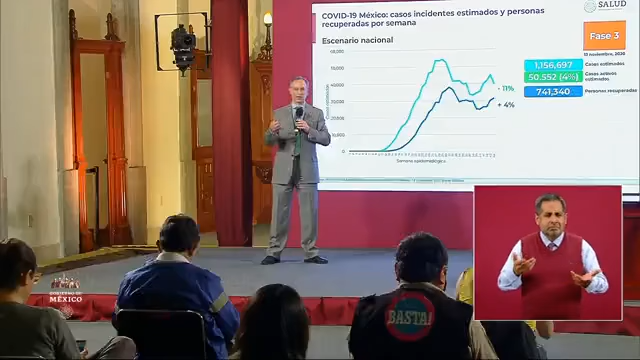 COVID-19 México: casos incidentes estimados y personas
recuperadas por semana
SALUD
Escenario nacional
Fase 3
1,156,697
Casos estimados
50,552 (4%)
Casos activos
estimados
741,340
Personas recuperadas
- 11%
+ 4%
Semana epidemiológica
GOBIERNO DE
MÉXICO
BASTA!